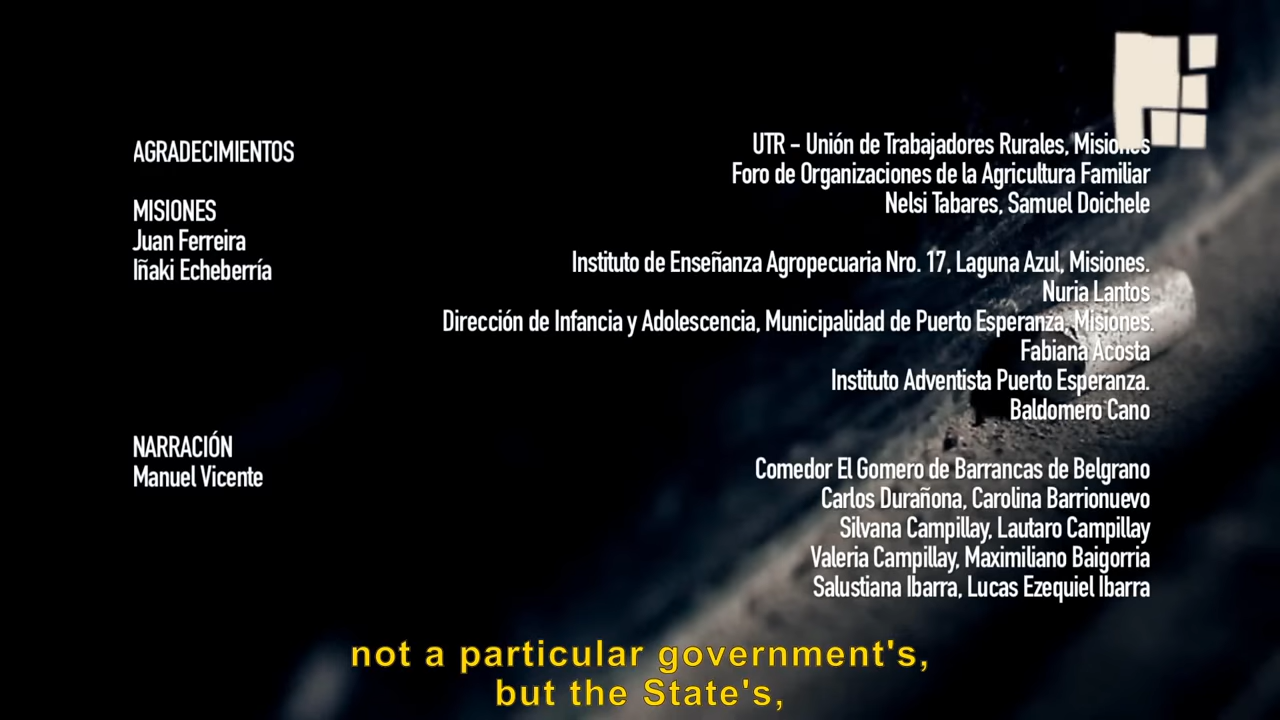 AGRADECIMIENTOS
MISIONES
Juan Ferreira
Iñaki Echeberría
NARRACIÓN
Manuel Vicente
UTR – Unión de Trabajadores Rurales, Misiones
Foro de Organizaciones de la Agricultura Familiar
Nelsi Tabares, Samuel Doichele
Instituto de Enseñanza Agropecuaria Nro. 17, Laguna Azul, Misiones.
Nuria Lantos
Dirección de Infancia y Adolescencia, Municipalidad de Puerto Esperanza, Misiones.
Fabiana Acosta
Instituto Adventista Puerto Esperanza.
Baldomero Cano
Comedor El Gomero de Barrancas de Belgrano
Carlos Durañona, Carolina Barrionuevo
Silvana Campillay, Lautaro Campillay
Valeria Campillay, Maximiliano Baigorria
Salustiana Ibarra, Lucas Ezequiel Ibarra
not a particular government's,
but the State's,